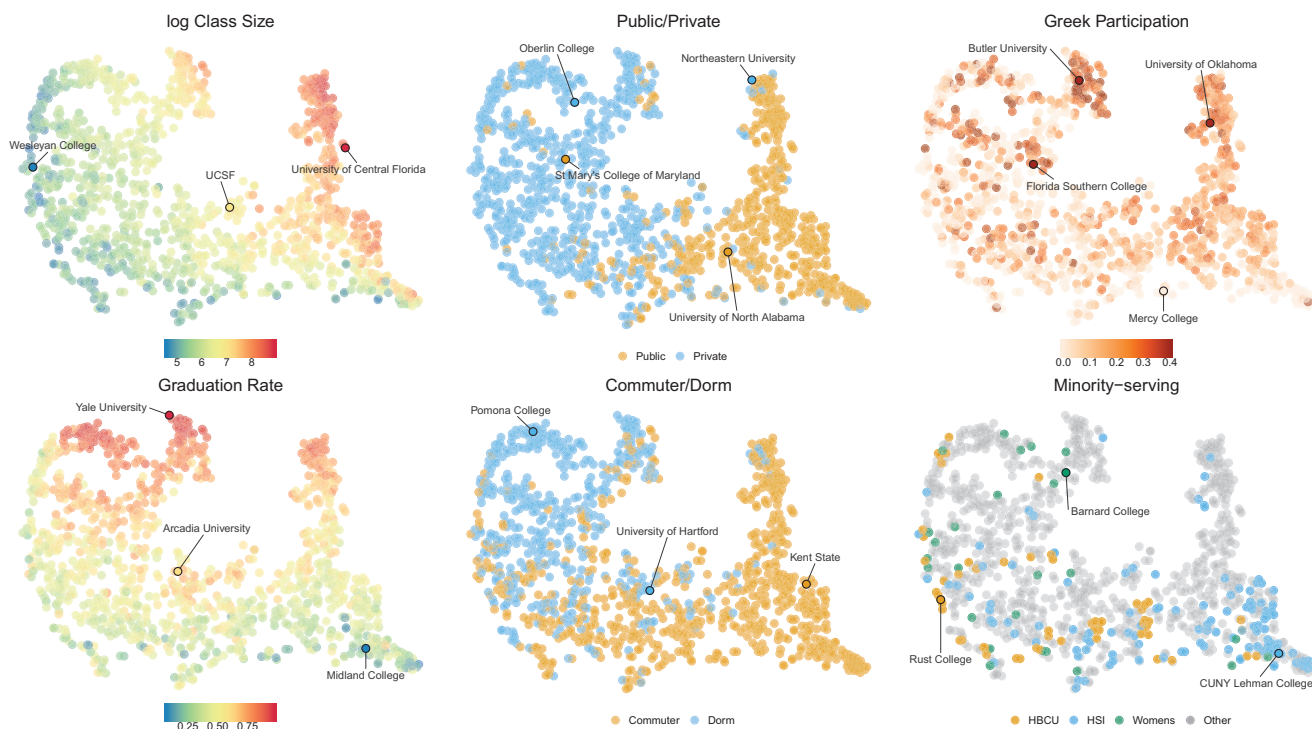 log Class Size
Wesleyan College
UCSF
University of Central Florida
5 6 7 8
Public/Private
Oberlin College
Northeastern University
St Mary's College of Maryland
University of North Alabama
Public Private
Greek Participation
Butler University
University of Oklahoma
Florida Southern College
Mercy College
0.0 0.1 0.2 0.3 0.4
Graduation Rate
Yale University
Arcadia University
Midland College
0.25 0.50 0.75
Commuter/Dorm
Pomona College
University of Hartford
Kent State
Commuter Dorm
Minority−serving
Barnard College
Rust College
CUNY Lehman College
HBCU HSI Womens Other